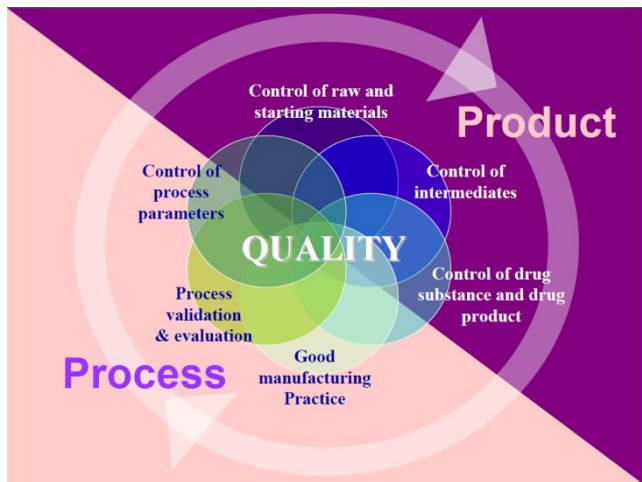 Control of raw and
starting materials
Product
Control of
process
parameters
Control of
intermediates
QUALITY
Control of drug
substance and drug
product
Process
validation
& evaluation
Process
Good
manufacturing
Practice